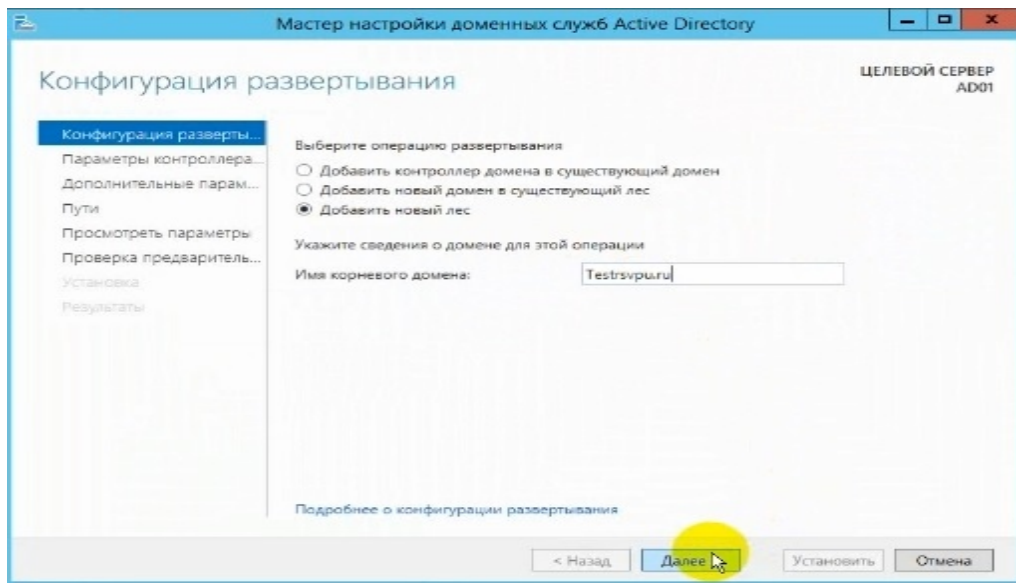 Мастер настройки доменных служб Active Directory
Конфигурация развертывания
ЦЕЛЕВОЙ СЕРВЕР
AD01
Конфигурация разверты...
Параметры контроллера...
Дополнительные парам...
Пути
Просмотреть параметры
Проверка предваритель...
Установка
Результаты
Выберите операцию развертывания
Добавить контроллер домена в существующий домен
Добавить новый домен в существующий лес
Добавить новый лес
Укажите сведения о домене для этой операции
Имя корневого домена:
Testrsvpu.ru
Подробнее о конфигурации развертывания
< Назад
Далее
Установить
Отмена